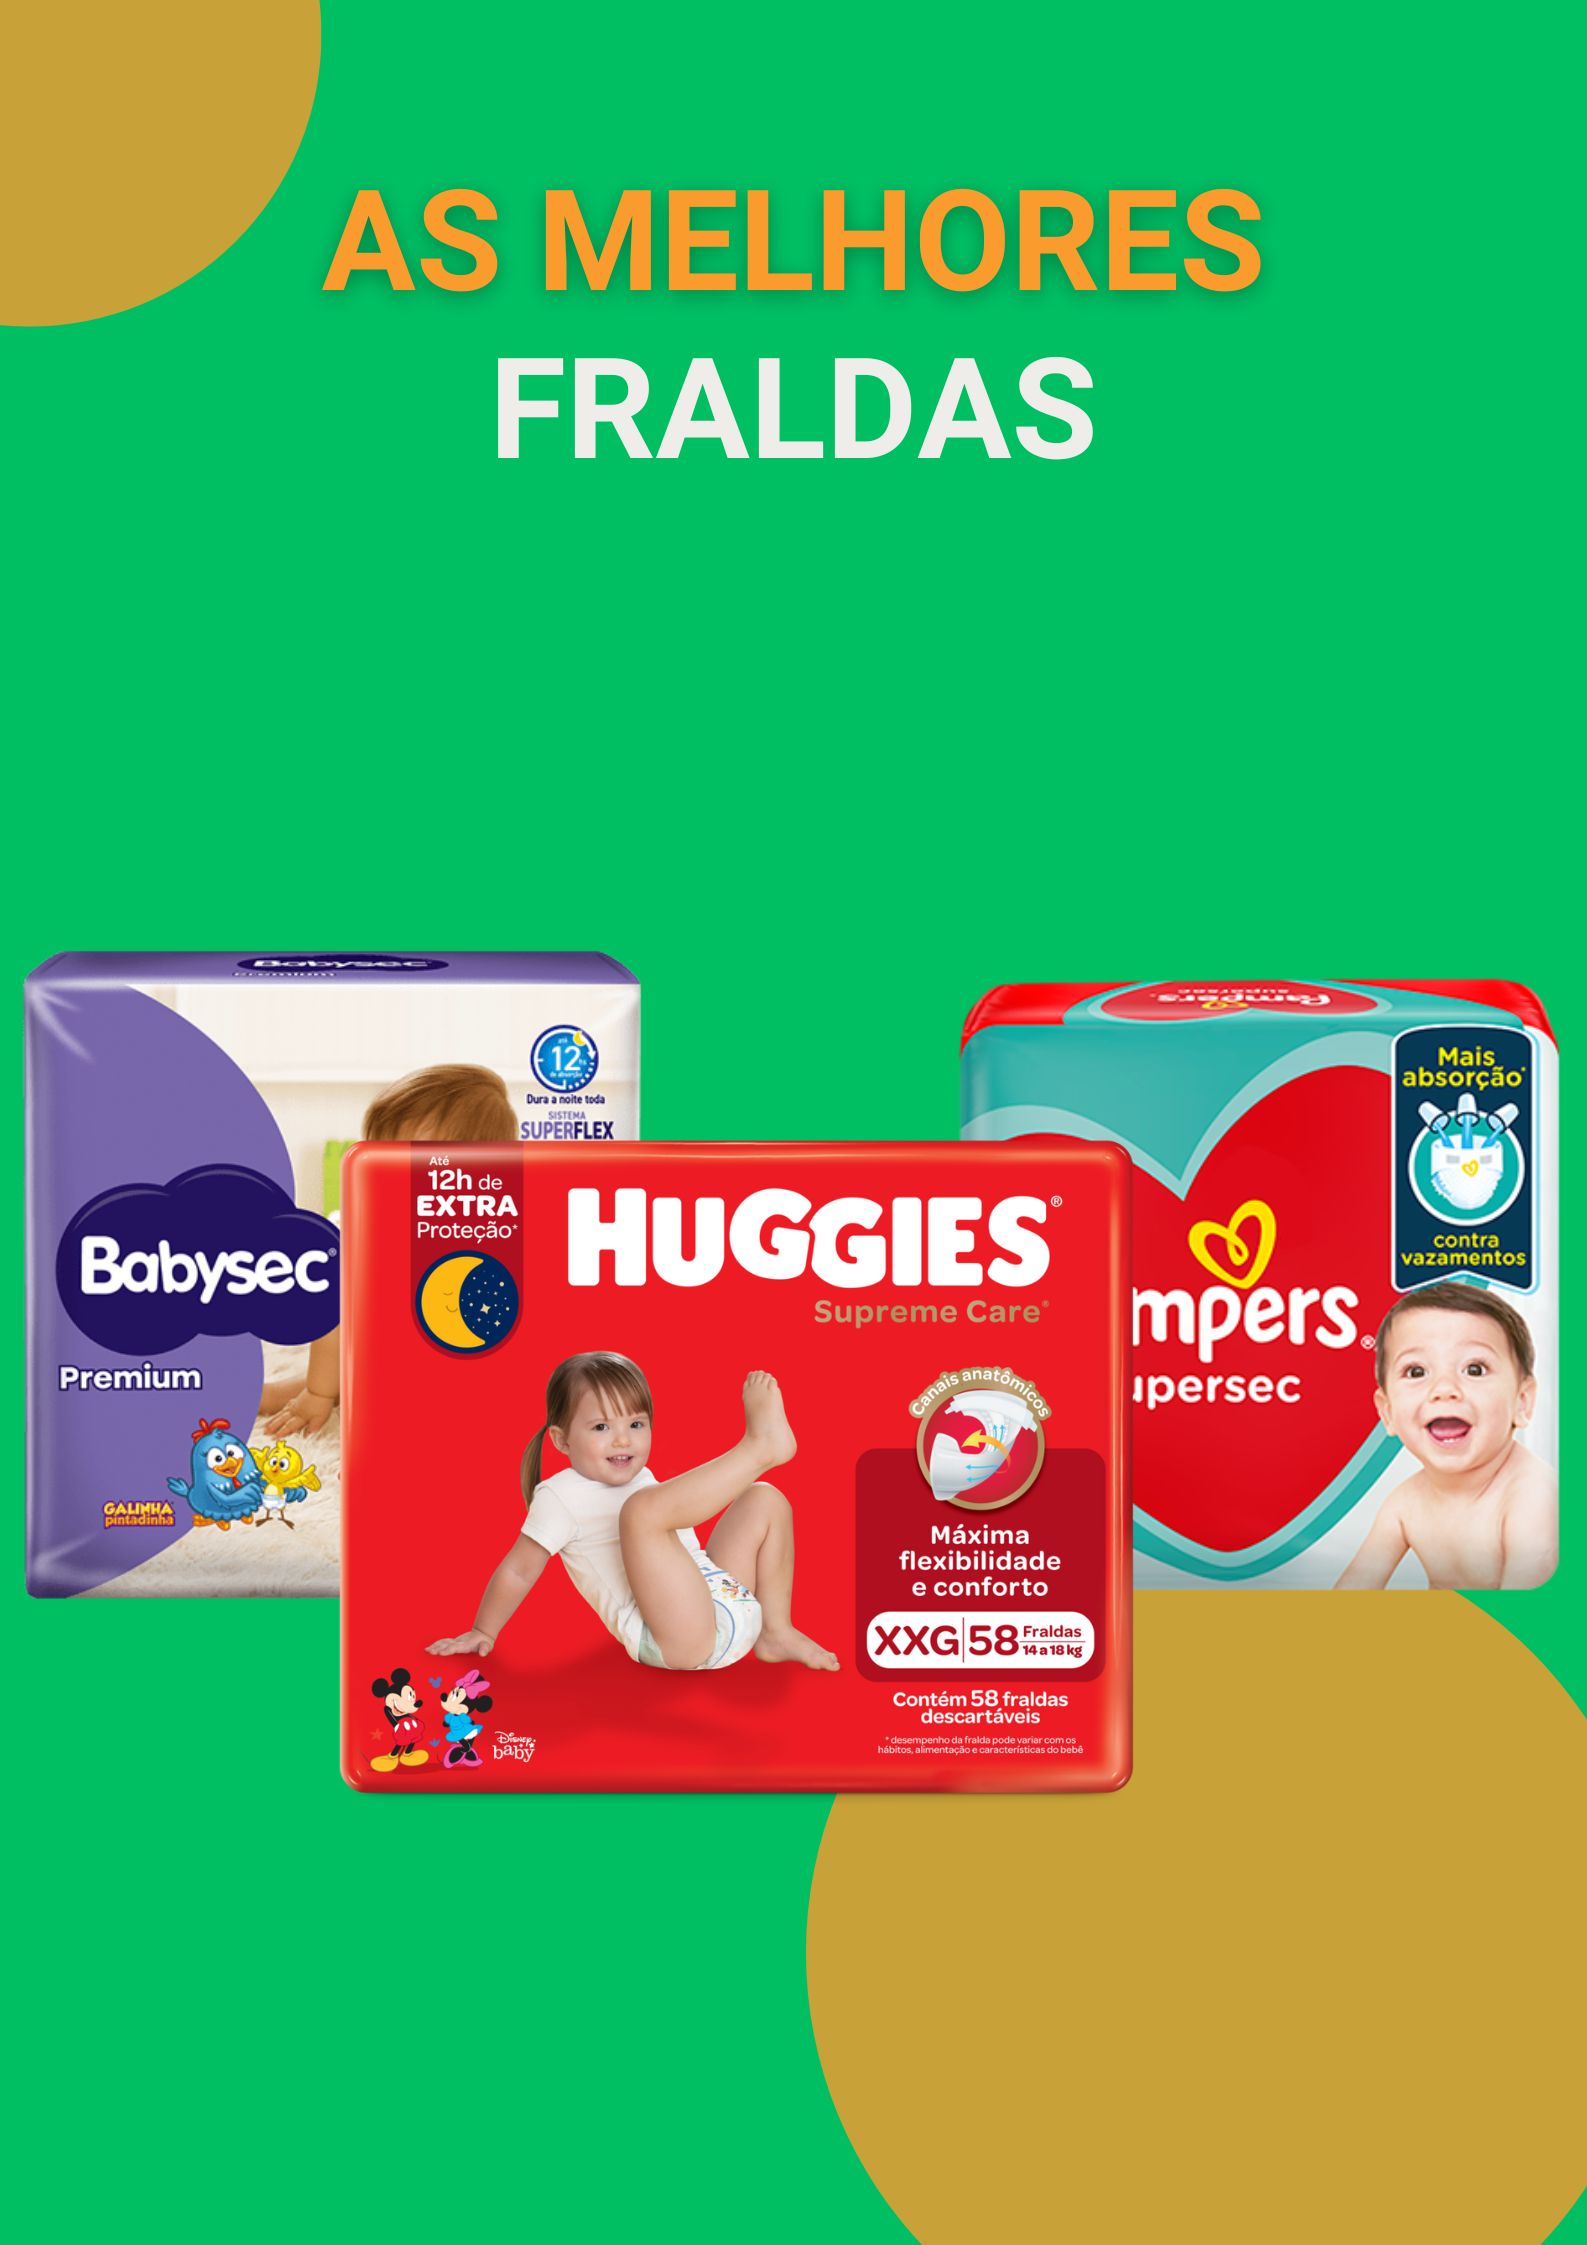 AS MELHORES
FRALDAS
Babysec
Premium
até
12hs
de absorção
Dura a noite toda
SISTEMA
SUPERFLEX
Babysec
Premium
GALINHA
pintadinha
Até
12h de
EXTRA
Proteção*
HUGGIES®
Supreme Care®
Canais anatômicos
Máxima
flexibilidade
e conforto
XXG 58 Fraldas
14 a 18 kg
Contém 58 fraldas
descartáveis
* desempenho da fralda pode variar com os
hábitos, alimentação e características do bebê
Disney
baby
Pampers
supersec
Mais
absorção*
contra
vazamentos
mpers®
upersec